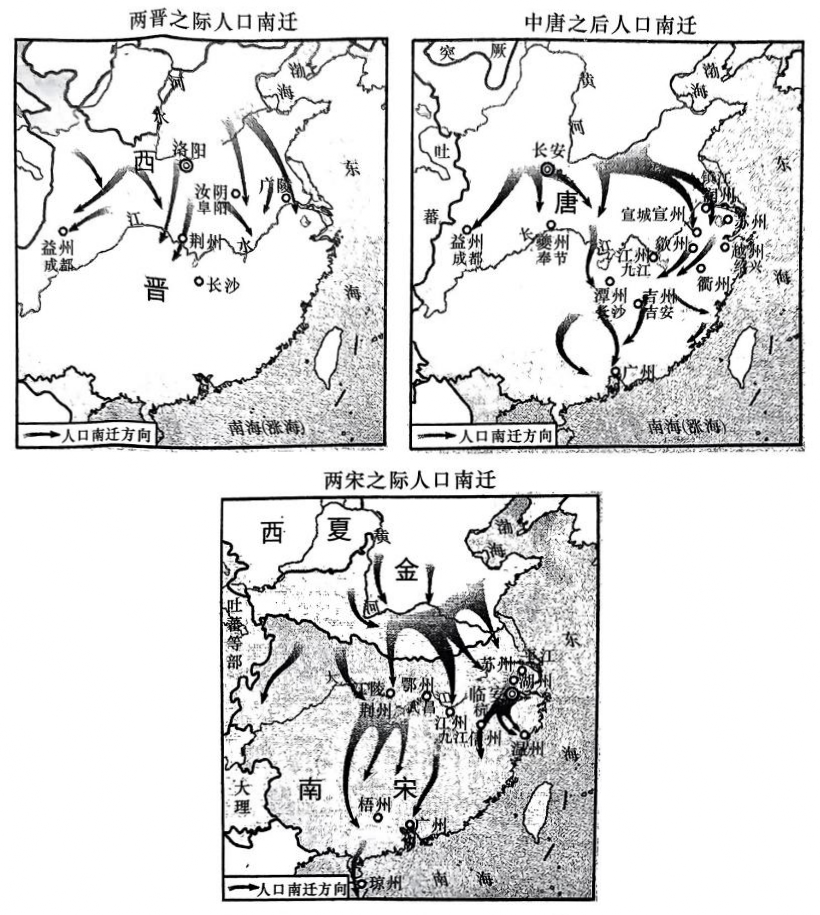 两晋之际人口南迁
渤
海
河
水
西
洛阳
汝阴
阜阳
广陵
东
益州
成都
江
荆州
水
长沙
晋
海
南海(涨海)
人口南迁方向
中唐之后人口南迁
突厥
渤
海
黄
河
吐
长安
东
镇江
润州
唐
蕃
宣城宣州
苏州
益州
成都
长
夔州
奉节
江
江州
九江
歙州
越州
绍兴
衢州
海
潭州
长沙
吉州
吉安
广州
南海(涨海)
人口南迁方向
两宋之际人口南迁
西夏
黄
渤
海
金
河
吐
蕃
等
部
东
苏州
湖州
江陵
荆州
鄂州
武昌
江
临安
杭
江州
九江
信州
温州
海
大
理
南宋
梧州
广州
琼州
南海
人口南迁方向